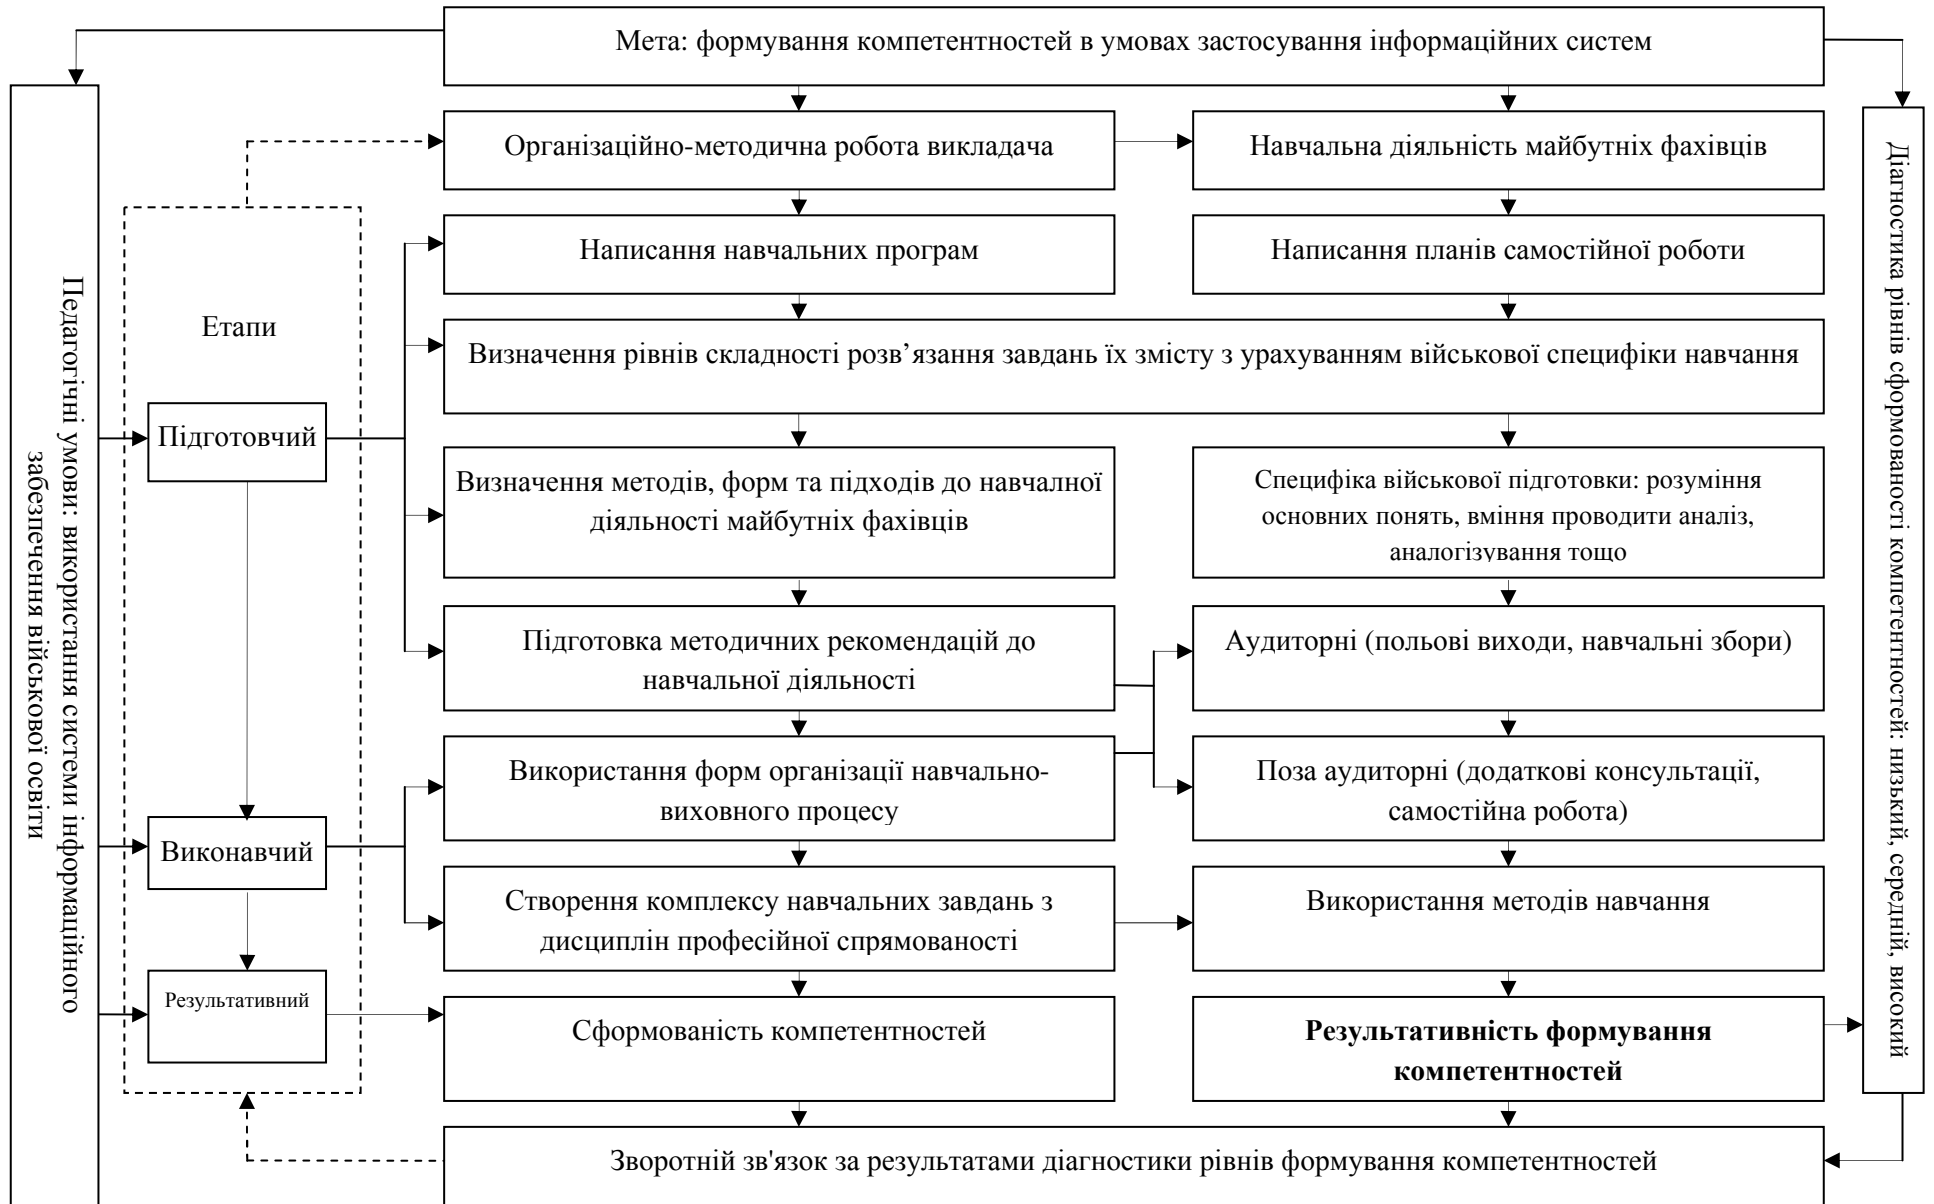 Мета: формування компетентностей в умовах застосування інформаційних систем
Організаційно-методична робота викладача
Навчальна діяльність майбутніх фахівців
Написання навчальних програм
Написання планів самостійної роботи
Етапи
Визначення рівнів складності розв’язання завдань їх змісту з урахуванням військової специфіки навчання
Підготовчий
Визначення методів, форм та підходів до навчалної
діяльності майбутніх фахівців
Специфіка військової підготовки: розуміння
основних понять, вміння проводити аналіз,
аналогізування тощо
Підготовка методичних рекомендацій до
навчальної діяльності
Аудиторні (польові виходи, навчальні збори)
Використання форм організації навчально-
виховного процесу
Поза аудиторні (додаткові консультації,
самостійна робота)
Виконавчий
Створення комплексу навчальних завдань з
дисциплін професійної спрямованості
Використання методів навчання
Результативний
Сформованість компетентностей
Результативність формування
компетентностей
Зворотній зв'язок за результатами діагностики рівнів формування компетентностей
Педагогічні умови: використання системи інформаційного
забезпечення військової освіти
Діагностика рівнів сформованості компетентностей: низький, середній, високий